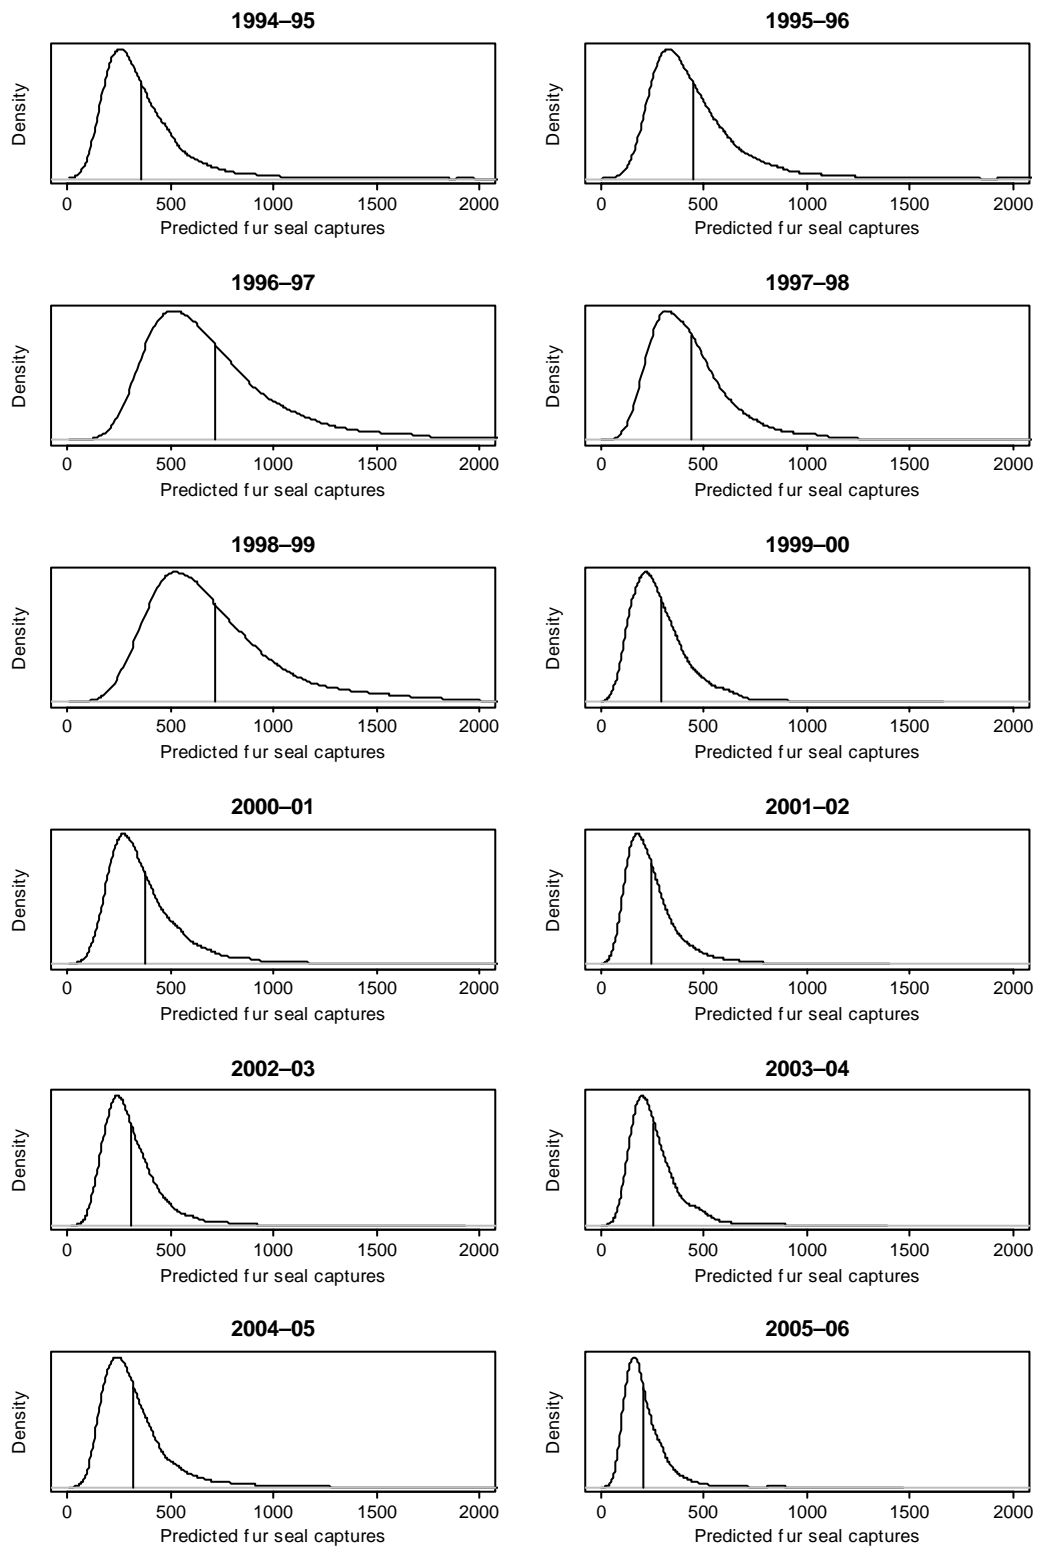 1994–95
1995–96
Density
0 500 1000 1500 2000
Predicted fur seal captures
Density
0 500 1000 1500 2000
Predicted fur seal captures
1996–97
1997–98
Density
0 500 1000 1500 2000
Predicted fur seal captures
Density
0 500 1000 1500 2000
Predicted fur seal captures
1998–99
1999–00
Density
0 500 1000 1500 2000
Predicted fur seal captures
Density
0 500 1000 1500 2000
Predicted fur seal captures
2000–01
2001–02
Density
0 500 1000 1500 2000
Predicted fur seal captures
Density
0 500 1000 1500 2000
Predicted fur seal captures
2002–03
2003–04
Density
0 500 1000 1500 2000
Predicted fur seal captures
Density
0 500 1000 1500 2000
Predicted fur seal captures
2004–05
2005–06
Density
0 500 1000 1500 2000
Predicted fur seal captures
Density
0 500 1000 1500 2000
Predicted fur seal captures